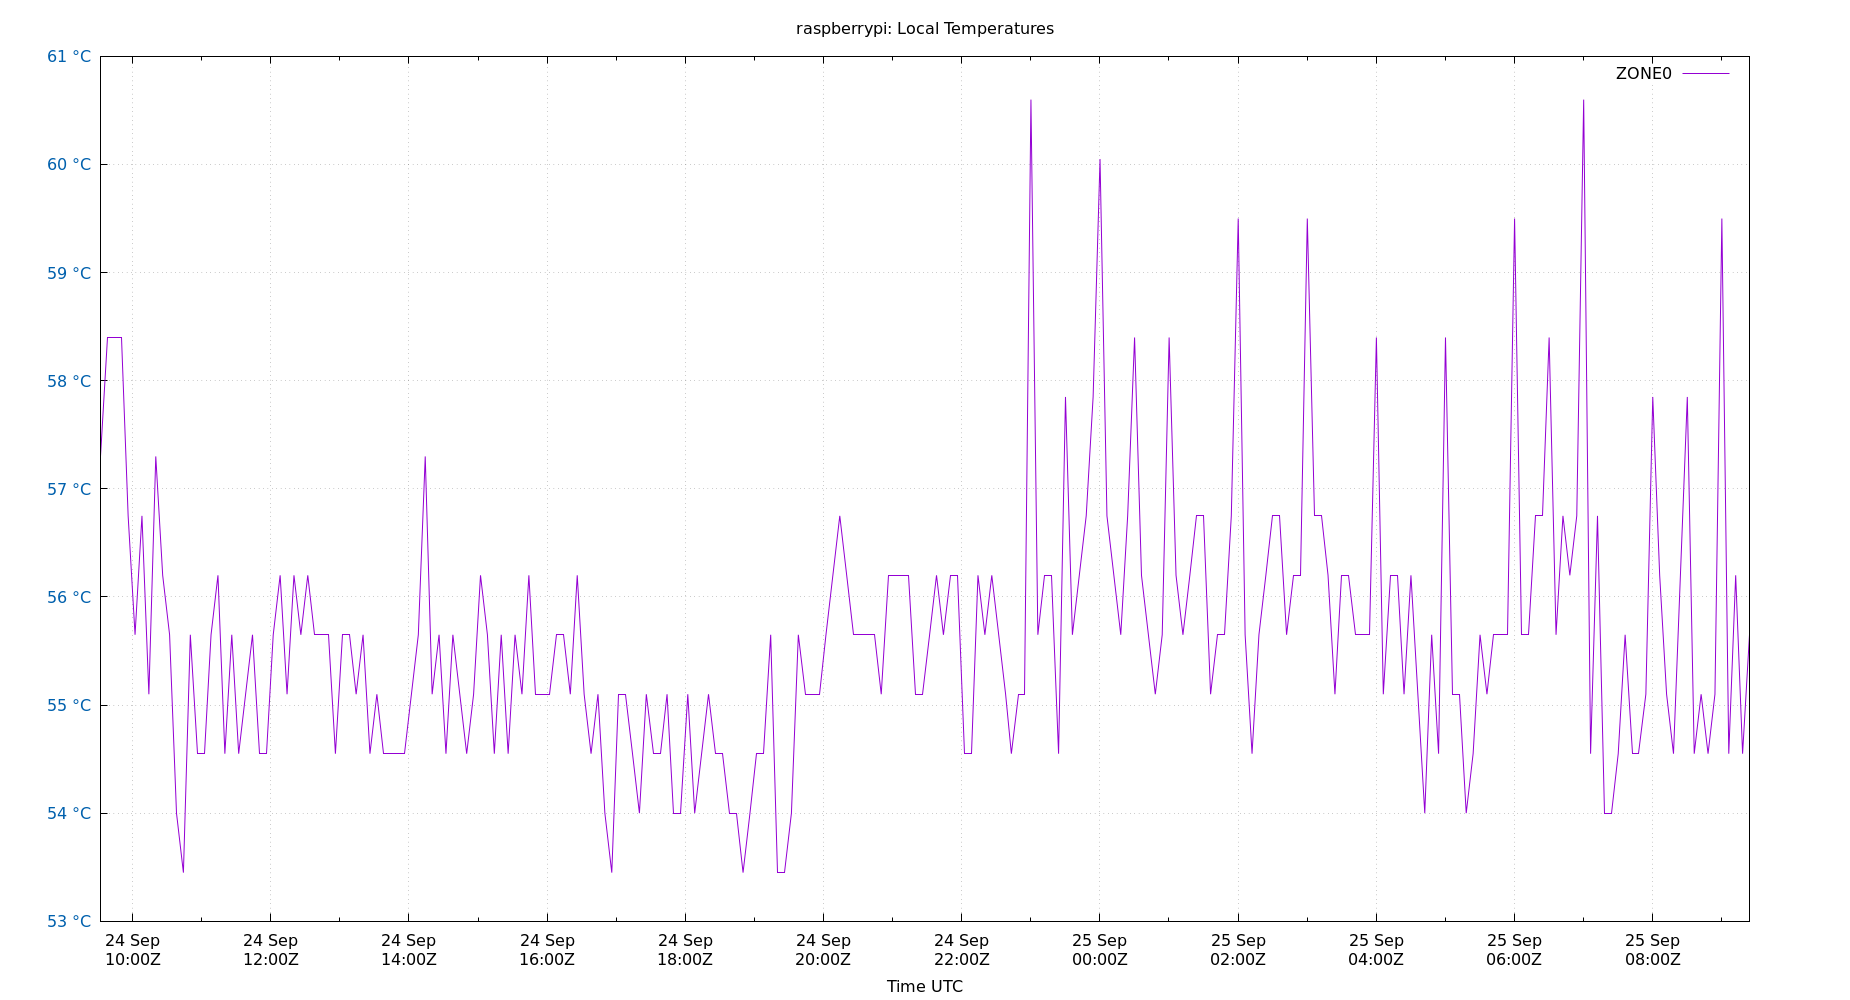 raspberrypi: Local Temperatures
61 °C
ZONE0
60 °C
59 °C
58 °C
57 °C
56 °C
55 °C
54 °C
53 °C
24 Sep 24 Sep 24 Sep 24 Sep 24 Sep 24 Sep 24 Sep 25 Sep 25 Sep 25 Sep 25 Sep 25 Sep
10:00Z 12:00Z 14:00Z 16:00Z 18:00Z 20:00Z 22:00Z 00:00Z 02:00Z 04:00Z 06:00Z 08:00Z
Time UTC